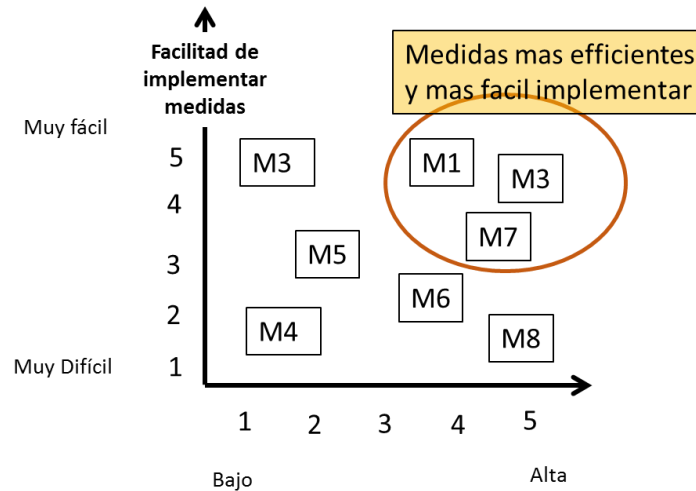 Facilitad de
implementar
medidas
Medidas mas efficientes
y mas facil implementar
Muy fácil
5
M3
M1
M3
4
M7
3
M5
M6
2
M4
M8
Muy Difícil
1
1
2
3
4
5
Bajo
Alta